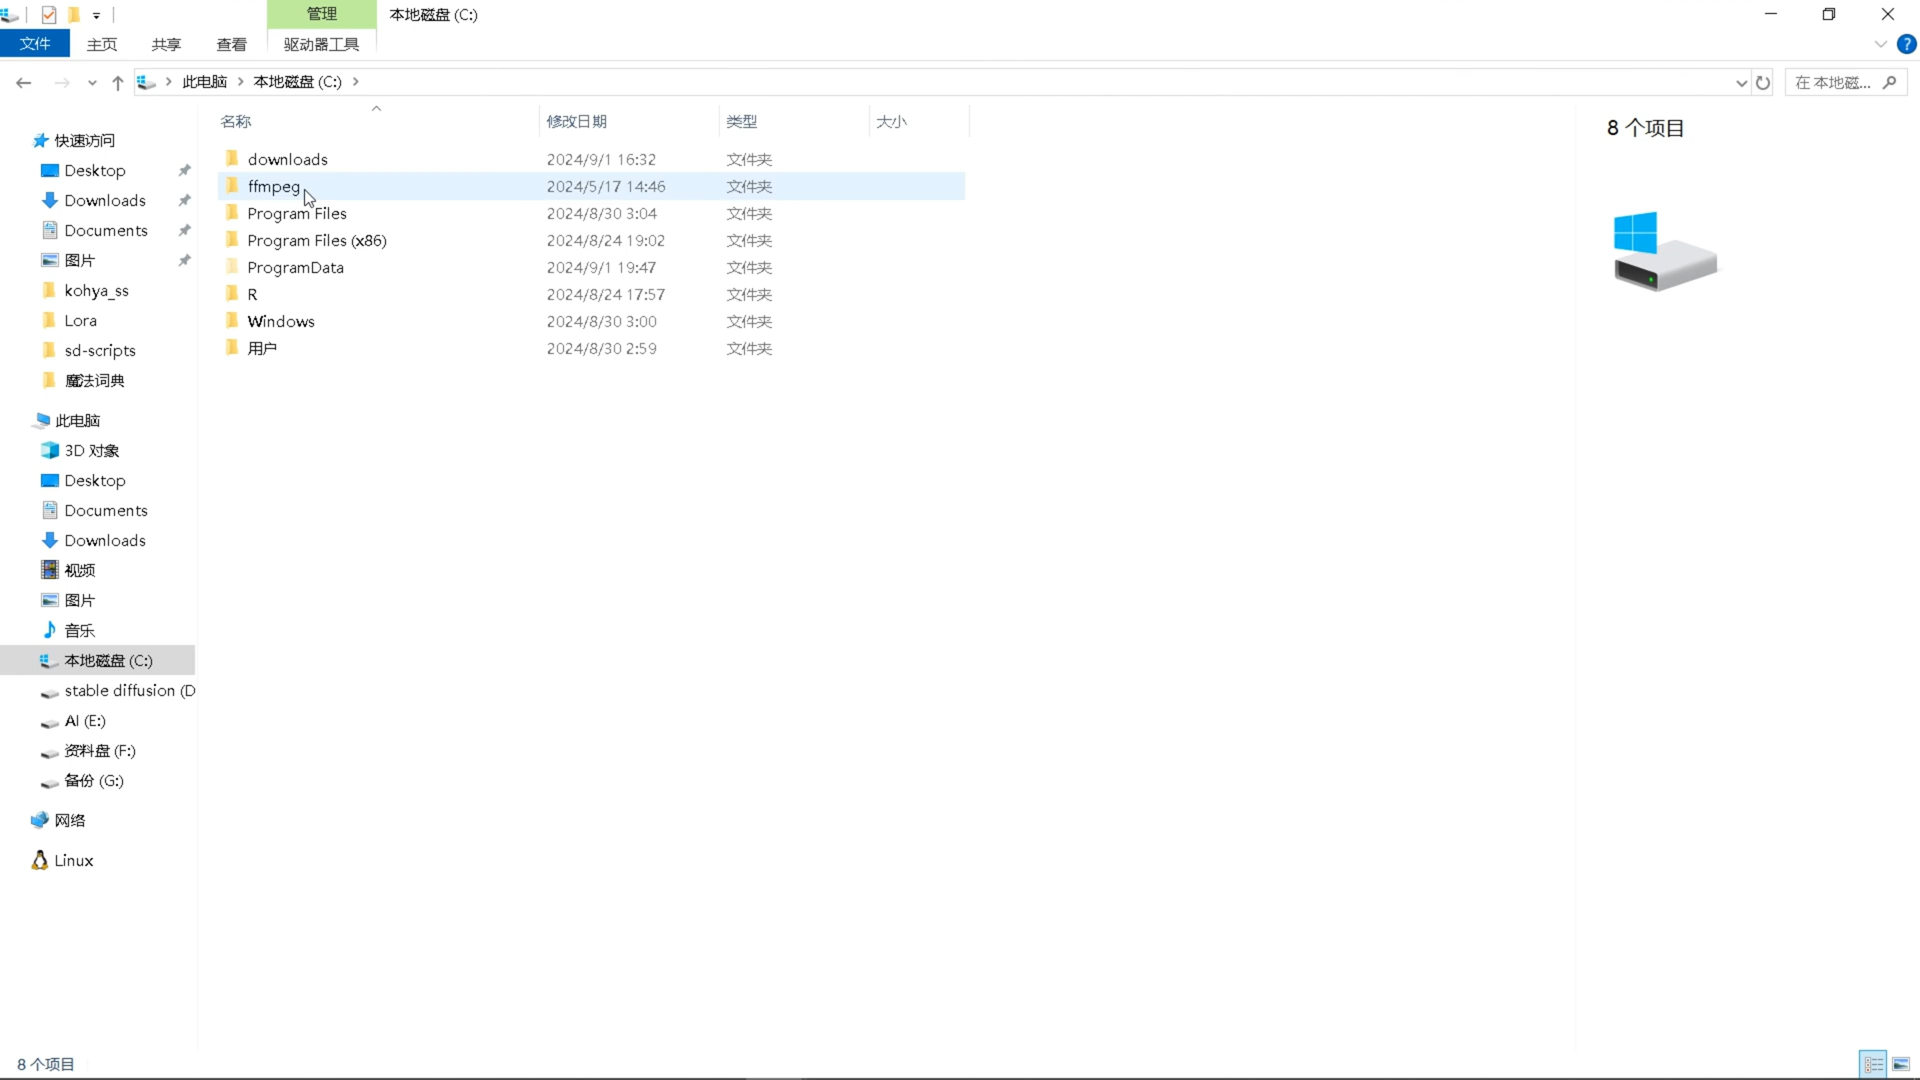 管理
本地磁盘 (C:)
文件
主页
共享
查看
驱动器工具
此电脑
本地磁盘 (C:)
在 本地磁...
名称
修改日期
类型
大小
downloads 2024/9/1 16:32 文件夹
ffmpeg 2024/5/17 14:46 文件夹
Program Files 2024/8/30 3:04 文件夹
Program Files (x86) 2024/8/24 19:02 文件夹
ProgramData 2024/9/1 19:47 文件夹
R 2024/8/24 17:57 文件夹
Windows 2024/8/30 3:00 文件夹
用户 2024/8/30 2:59 文件夹
8 个项目
快速访问
Desktop
Downloads
Documents
图片
kohya_ss
Lora
sd-scripts
魔法词典
此电脑
3D 对象
Desktop
Documents
Downloads
视频
图片
音乐
本地磁盘 (C:)
stable diffusion (D
AI (E:)
资料盘 (F:)
备份 (G:)
网络
Linux
8 个项目